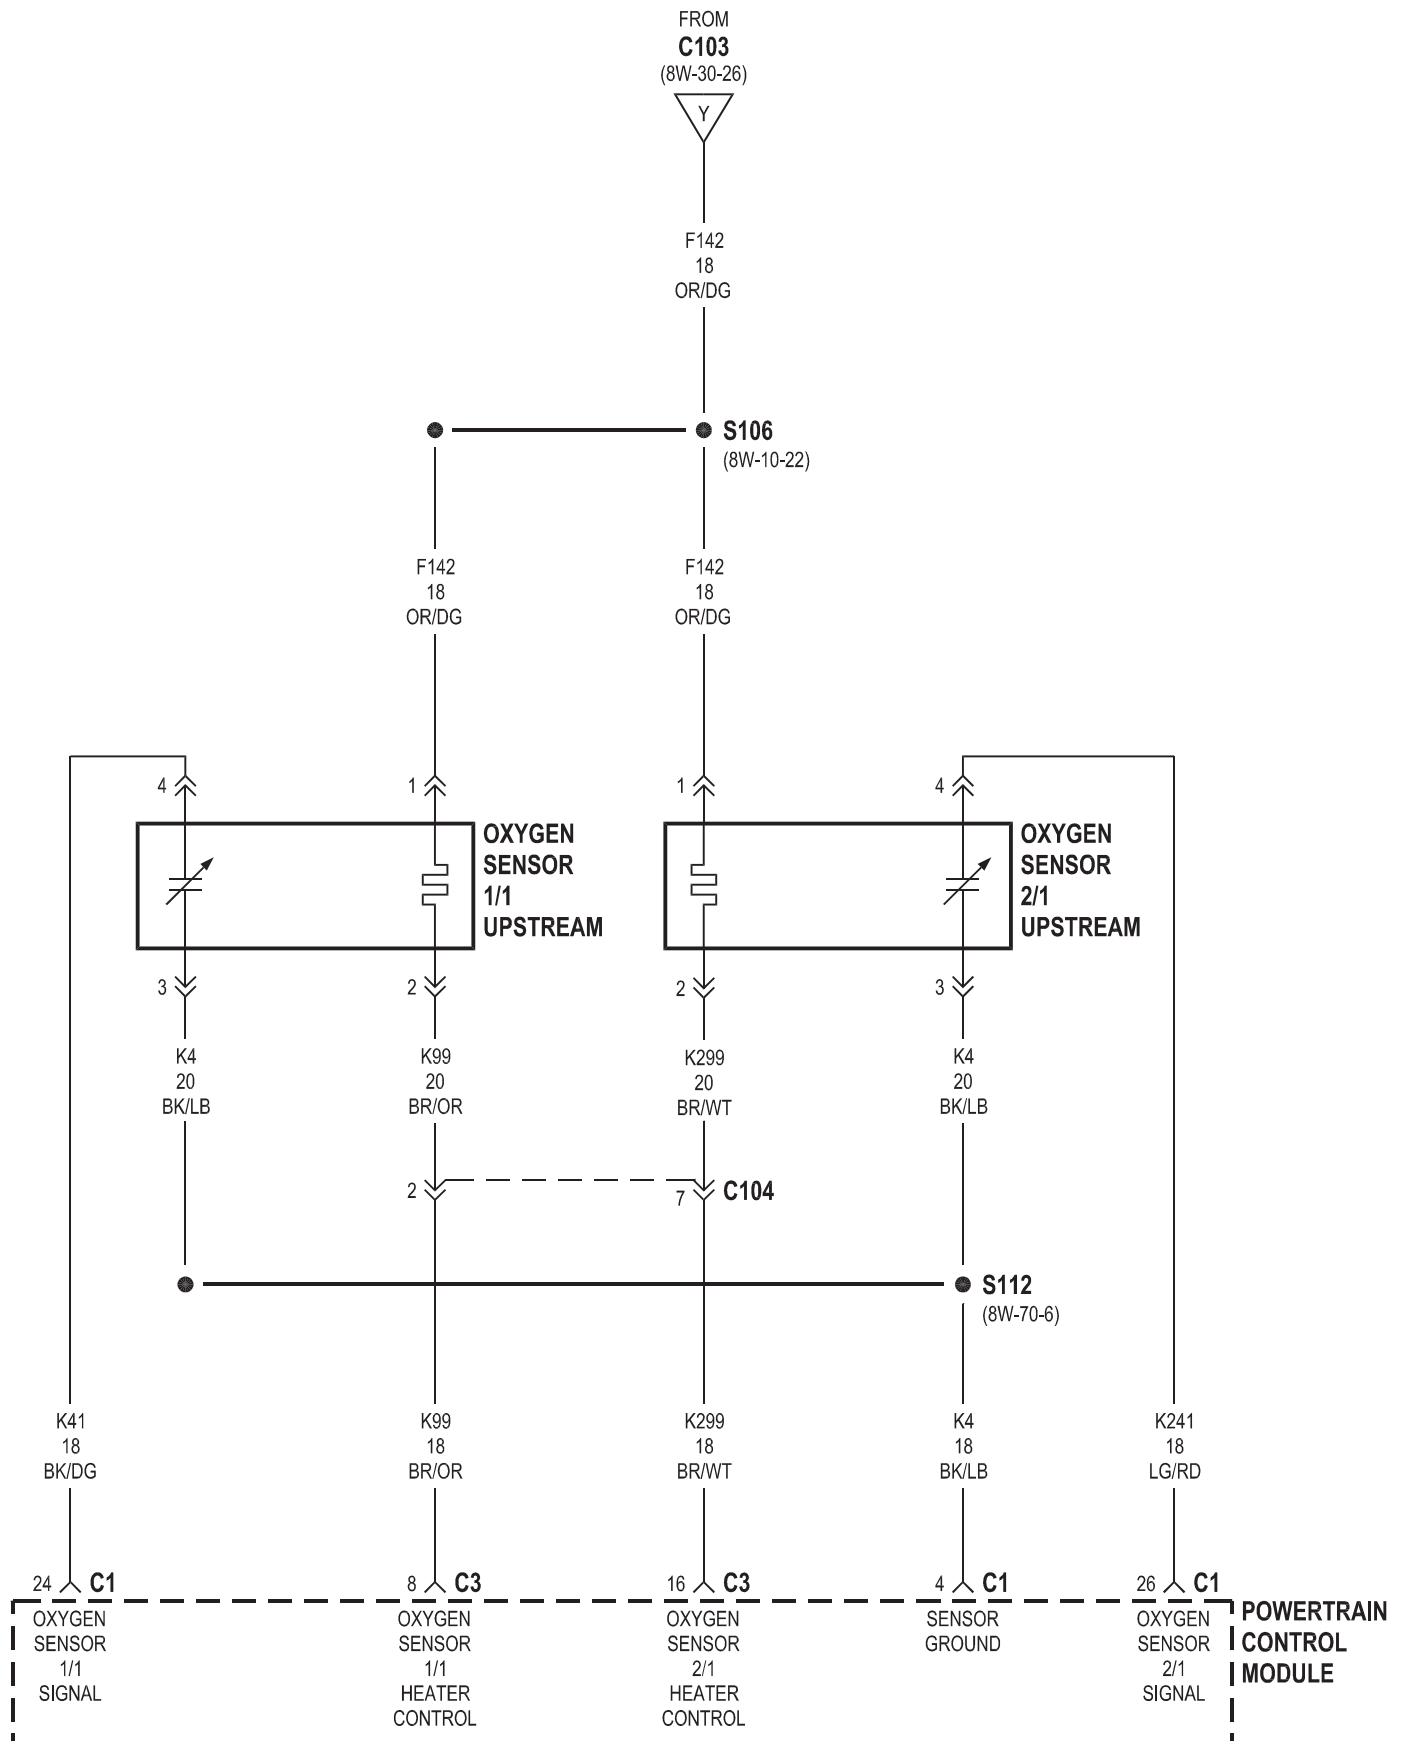 FROM
C103
(8W-30-26)
Y
F142
18
OR/DG
S106
(8W-10-22)
F142
18
OR/DG
F142
18
OR/DG
4
1
1
4
OXYGEN
SENSOR
1/1
UPSTREAM
OXYGEN
SENSOR
2/1
UPSTREAM
3
2
2
3
K4
20
BK/LB
K99
20
BR/OR
K299
20
BR/WT
K4
20
BK/LB
2
7
C104
S112
(8W-70-6)
K41
18
BK/DG
K99
18
BR/OR
K299
18
BR/WT
K4
18
BK/LB
K241
18
LG/RD
24 C1
8 C3
16 C3
4 C1
26 C1
OXYGEN
SENSOR
1/1
SIGNAL
OXYGEN
SENSOR
1/1
HEATER
CONTROL
OXYGEN
SENSOR
2/1
HEATER
CONTROL
SENSOR
GROUND
OXYGEN
SENSOR
2/1
SIGNAL
POWERTRAIN
CONTROL
MODULE